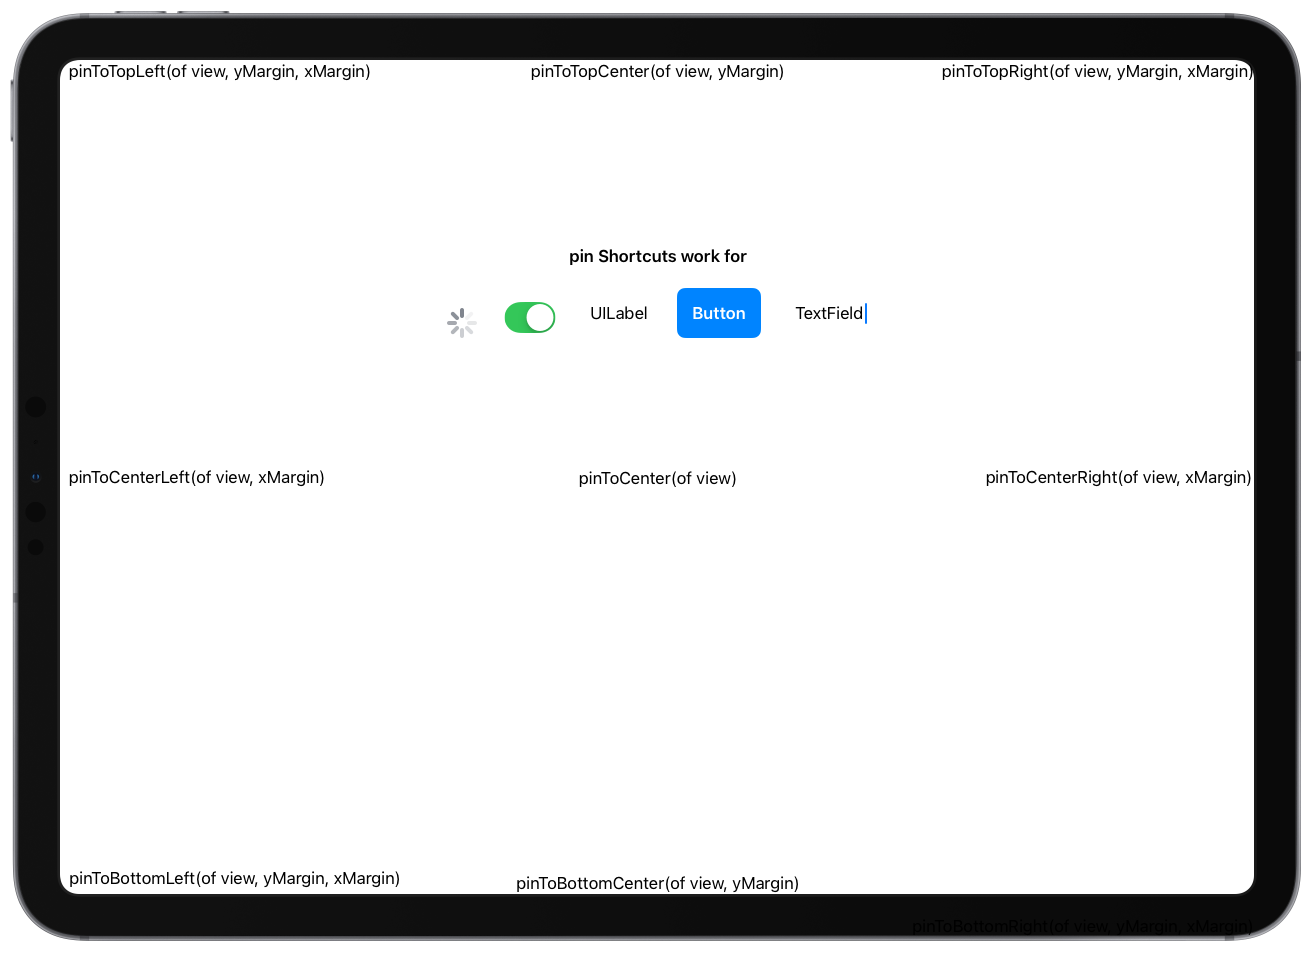 pinToTopLeft(of view, yMargin, xMargin)
pinToTopCenter(of view, yMargin)
pinToTopRight(of view, yMargin, xMargin)
pin Shortcuts work for
UILabel
Button
TextField
pinToCenterLeft(of view, xMargin)
pinToCenter(of view)
pinToCenterRight(of view, xMargin)
pinToBottomLeft(of view, yMargin, xMargin)
pinToBottomCenter(of view, yMargin)
pinToBottomRight(of view, yMargin, xMargin)